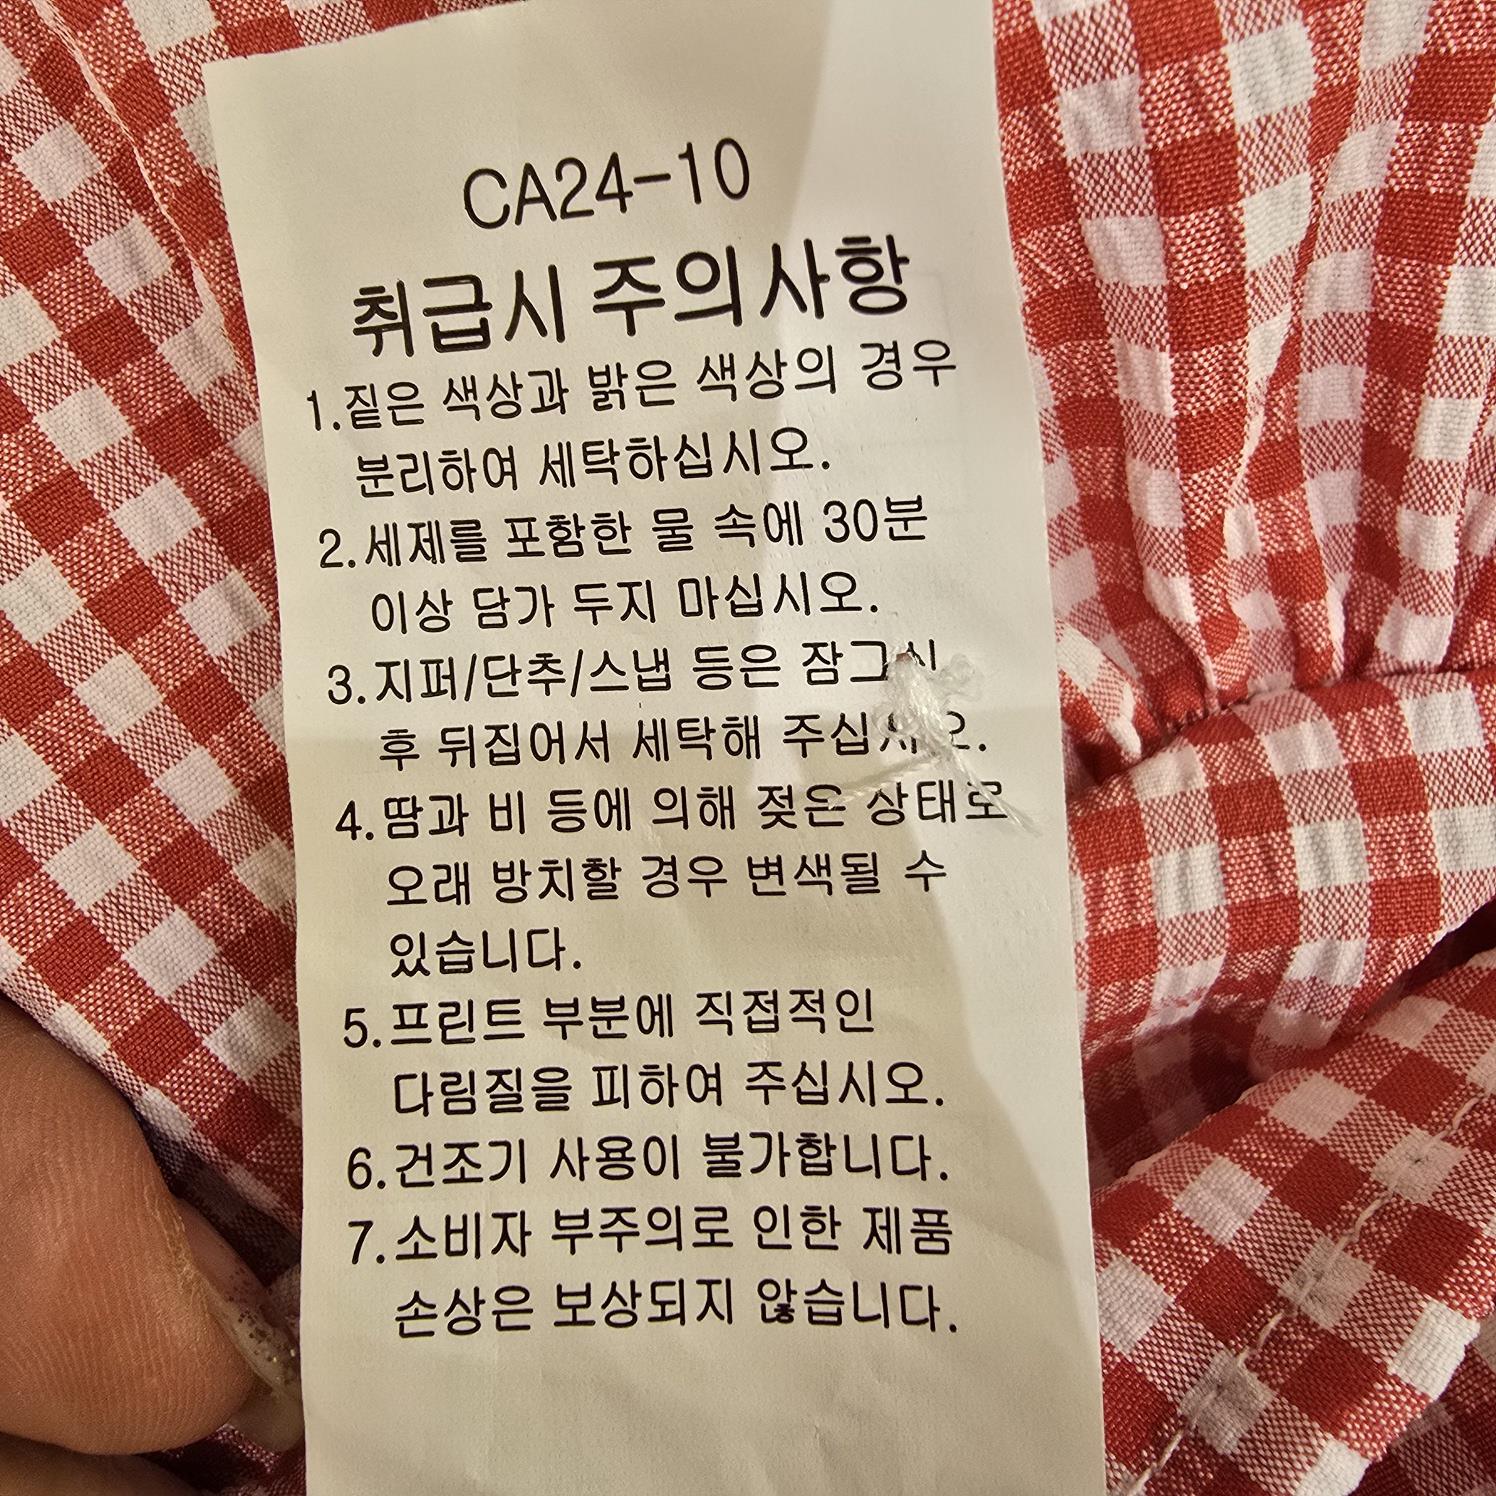 CA24-10
취급시 주의사항
1.짙은 색상과 밝은 색상의 경우
분리하여 세탁하십시오.
2.세제를 포함한 물 속에 30분
이상 담가 두지 마십시오.
3.지퍼/단추/스냅 등은 잠그신
후 뒤집어서 세탁해 주십시오.
4.땀과 비 등에 의해 젖은 상태로
오래 방치할 경우 변색될 수
있습니다.
5.프린트 부분에 직접적인
다림질을 피하여 주십시오.
6.건조기 사용이 불가합니다.
7.소비자 부주의로 인한 제품
손상은 보상되지 않습니다.